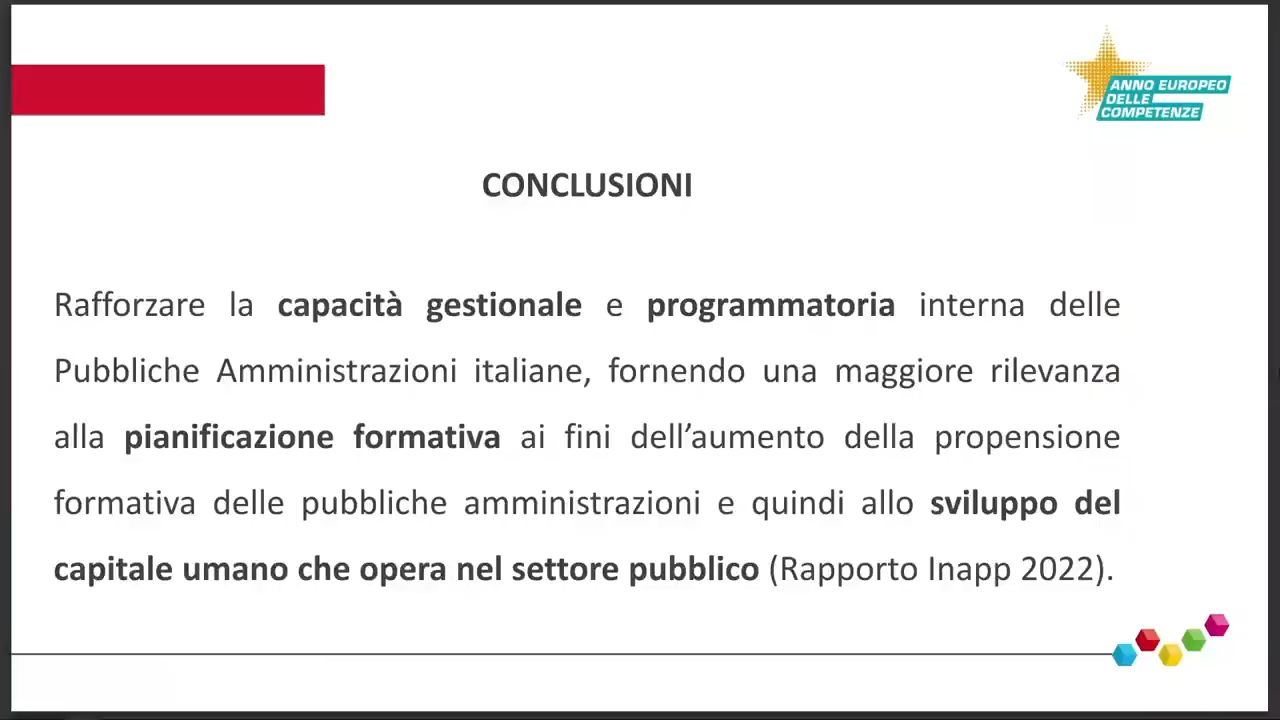 ANNO EUROPEO
DELLE
COMPETENZE
CONCLUSIONI
Rafforzare la capacità gestionale e programmatoria interna delle
Pubbliche Amministrazioni italiane, fornendo una maggiore rilevanza
alla pianificazione formativa ai fini dell’aumento della propensione
formativa delle pubbliche amministrazioni e quindi allo sviluppo del
capitale umano che opera nel settore pubblico (Rapporto Inapp 2022).